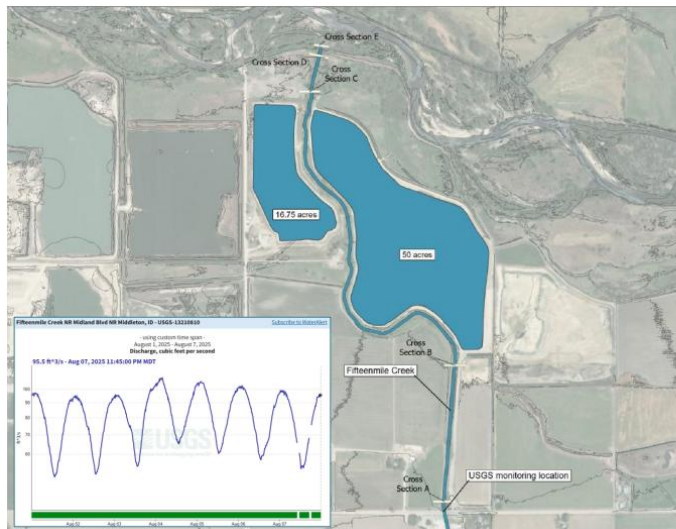 Cross Section E
Cross Section D
Cross
Section C
16.75 acres
50 acres
Cross
Section B
Fifteenmile Creek
USGS monitoring location
Cross
Section A
Fifteenmile Creek NR Midland Blvd NR Middleton, ID - USGS-13210810
Subscribe to WaterAlert
- using custom time span -
August 1, 2025 - August 7, 2025
Discharge, cubic feet per second
95.5 ft^3/s - Aug 07, 2025 11:45:00 PM MDT
USGS
Aug 02
Aug 03
Aug 04
Aug 05
Aug 06
Aug 07